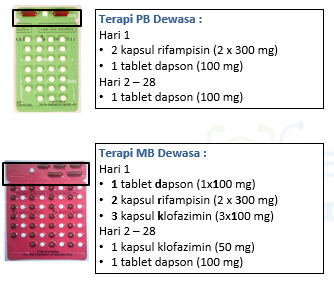 Terapi PB Dewasa :
Hari 1
• 2 kapsul rifampisin (2 x 300 mg)
• 1 tablet dapson (100 mg)
Hari 2 – 28
• 1 tablet dapson (100 mg)
Terapi MB Dewasa :
Hari 1
• 1 tablet dapson (1x100 mg)
• 2 kapsul rifampisin (2 x 300 mg)
• 3 kapsul klofazimin (3x100 mg)
Hari 2 – 28
• 1 kapsul klofazimin (50 mg)
• 1 tablet dapson (100 mg)